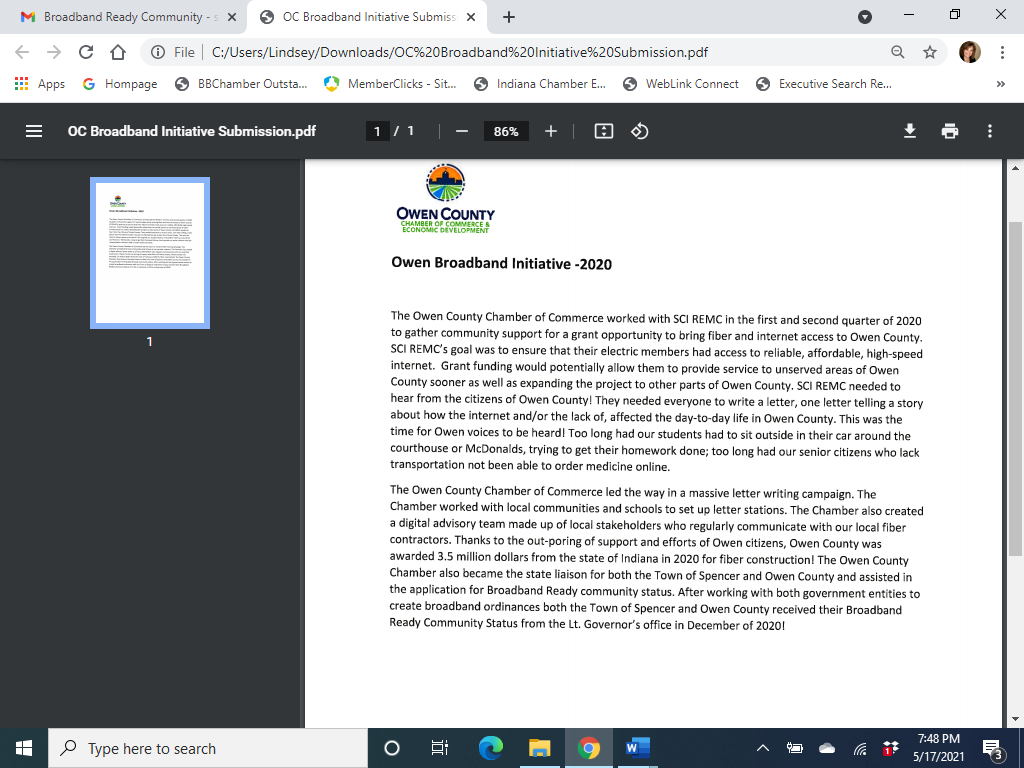 Broadband Ready Community - s
OC Broadband Initiative Submiss
File | C:/Users/Lindsey/Downloads/OC%20Broadband%20Initiative%20Submission.pdf
Apps
Hompage
BBChamber Outsta...
MemberClicks - Sit...
Indiana Chamber E...
WebLink Connect
Executive Search Re...
»
OC Broadband Initiative Submission.pdf
1 / 1
86%
1
OWEN COUNTY
CHAMBER OF COMMERCE &
ECONOMIC DEVELOPMENT
Owen Broadband Initiative -2020
The Owen County Chamber of Commerce worked with SCI REMC in the first and second quarter of 2020
to gather community support for a grant opportunity to bring fiber and internet access to Owen County.
SCI REMC's goal was to ensure that their electric members had access to reliable, affordable, high-speed
internet. Grant funding would potentially allow them to provide service to unserved areas of Owen
County sooner as well as expanding the project to other parts of Owen County. SCI REMC needed to
hear from the citizens of Owen County! They needed everyone to write a letter, one letter telling a story
about how the internet and/or the lack of, affected the day-to-day life in Owen County. This was the
time for Owen voices to be heard! Too long had our students had to sit outside in their car around the
courthouse or McDonalds, trying to get their homework done; too long had our senior citizens who lack
transportation not been able to order medicine online.
The Owen County Chamber of Commerce led the way in a massive letter writing campaign. The
Chamber worked with local communities and schools to set up letter stations. The Chamber also created
a digital advisory team made up of local stakeholders who regularly communicate with our local fiber
contractors. Thanks to the out-poring of support and efforts of Owen citizens, Owen County was
awarded 3.5 million dollars from the state of Indiana in 2020 for fiber construction! The Owen County
Chamber also became the state liaison for both the Town of Spencer and Owen County and assisted in
the application for Broadband Ready community status. After working with both government entities to
create broadband ordinances both the Town of Spencer and Owen County received their Broadband
Ready Community Status from the Lt. Governor's office in December of 2020!
Type here to search
W
1
7:48 PM
5/17/2021
3